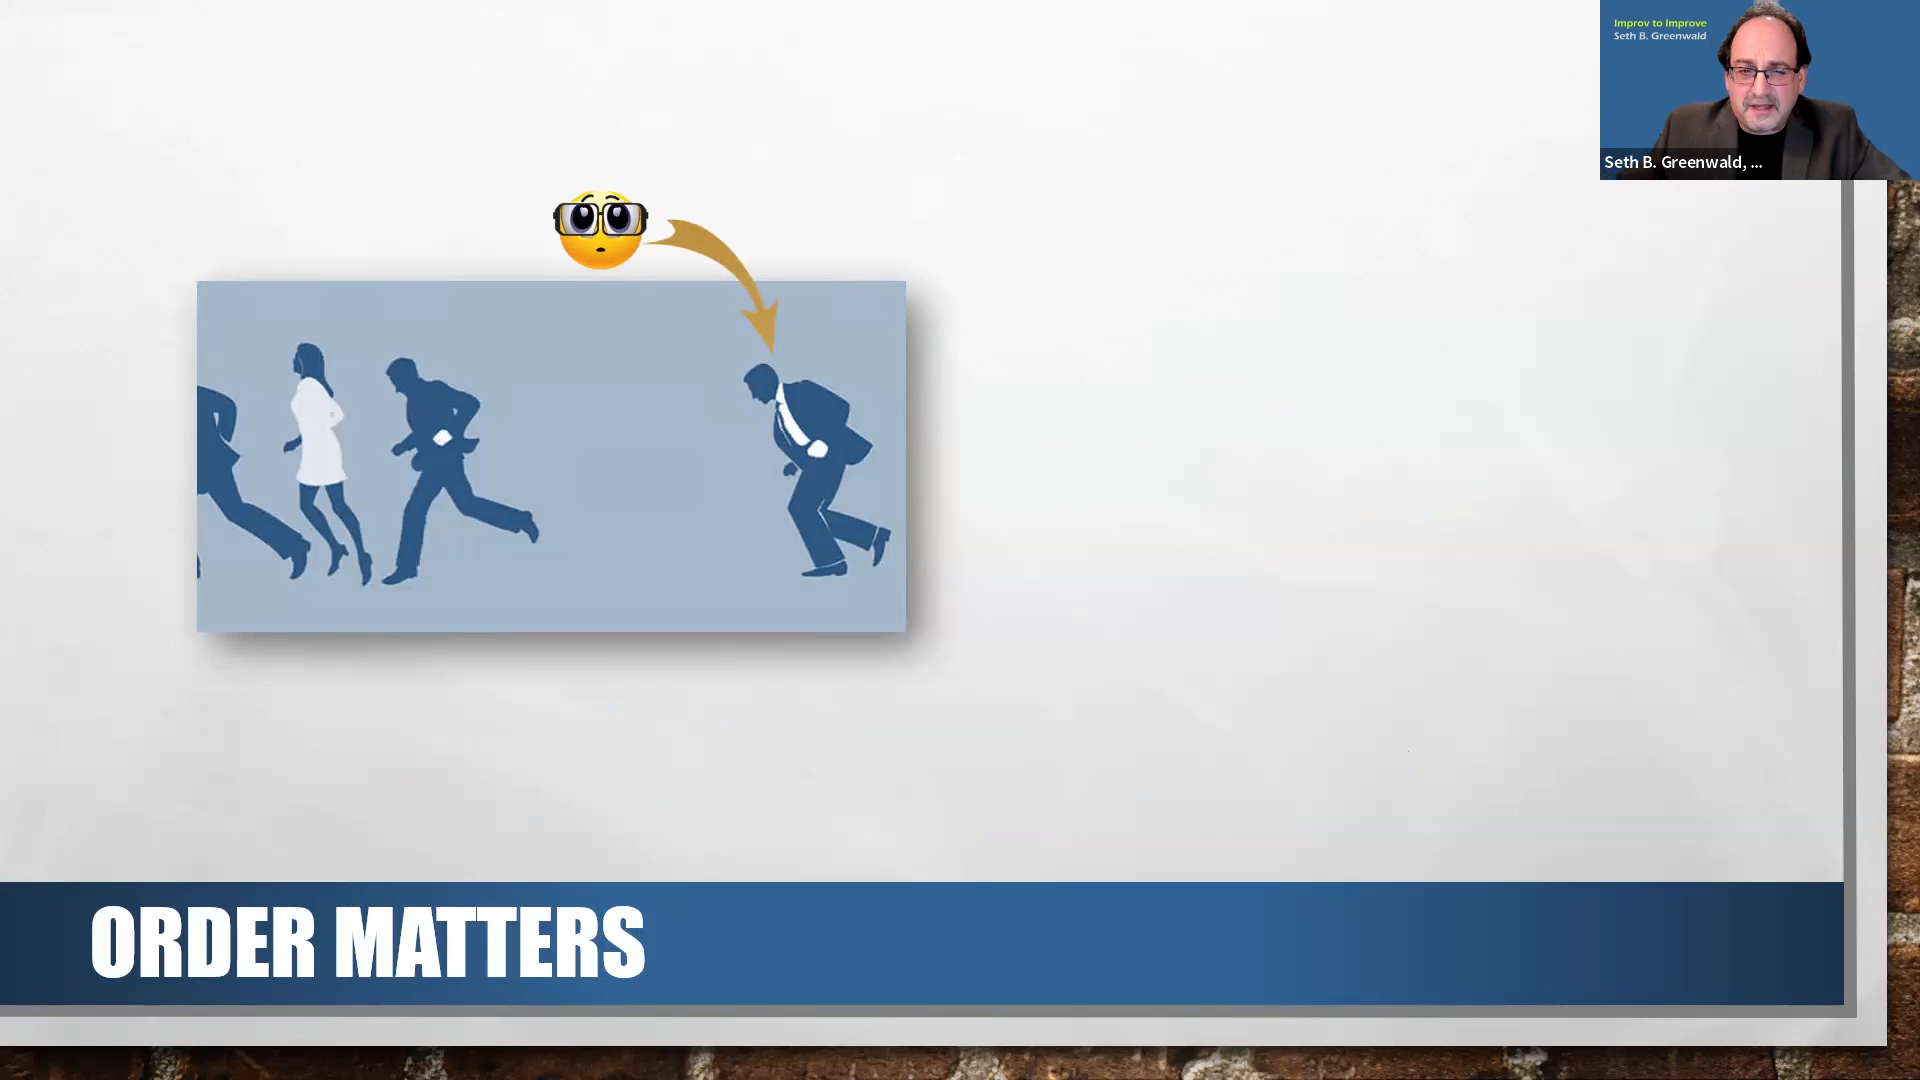 Improv to Improve
Seth B. Greenwald
Seth B. Greenwald, ...
ORDER MATTERS